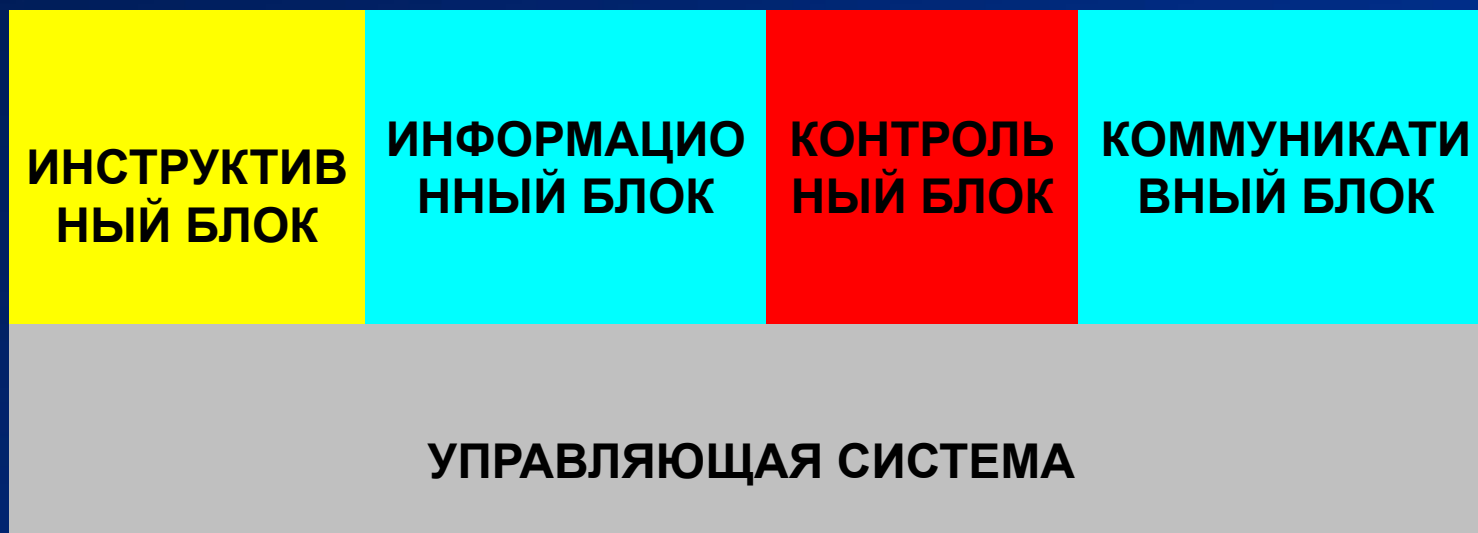 ИНСТРУКТИВ
НЫЙ БЛОК
ИНФОРМАЦИО
ННЫЙ БЛОК
КОНТРОЛЬ
НЫЙ БЛОК
КОММУНИКАТИ
ВНЫЙ БЛОК
УПРАВЛЯЮЩАЯ СИСТЕМА